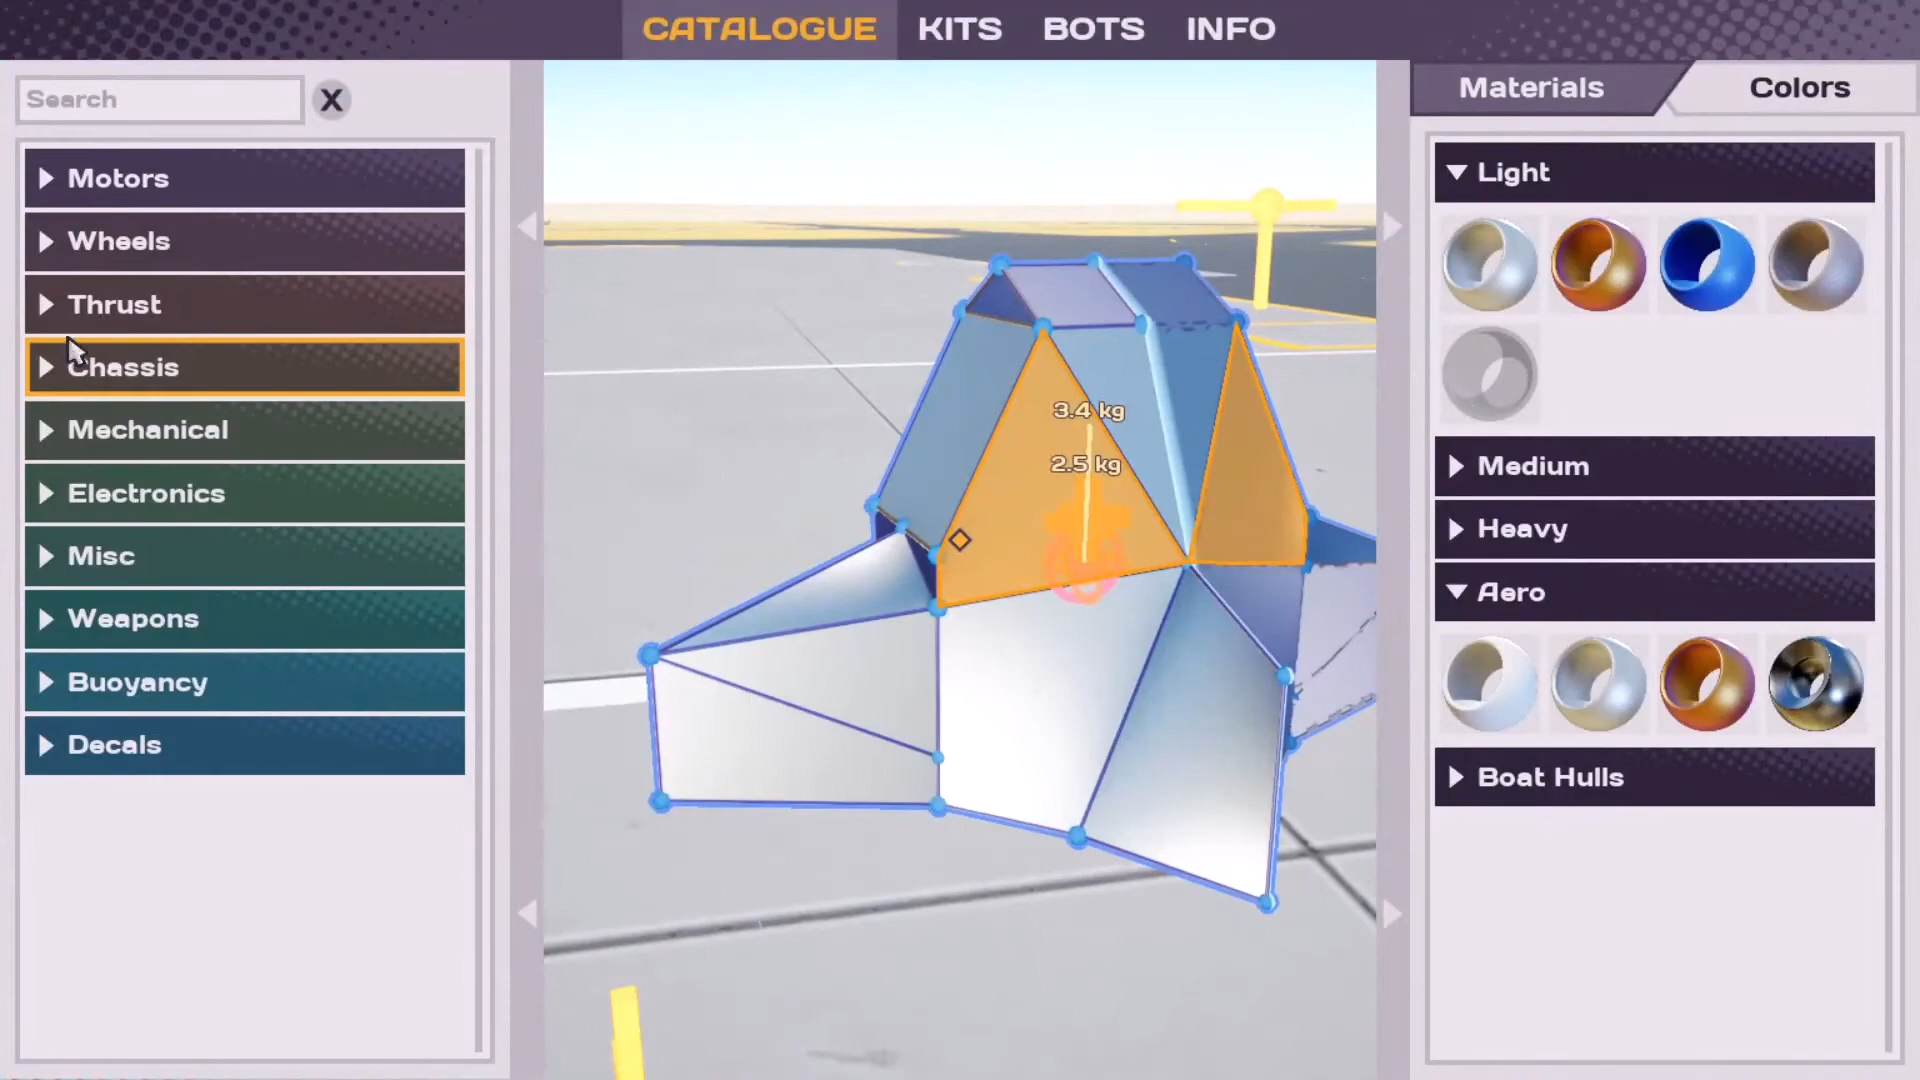 CATALOGUE KITS BOTS INFO
Search X
Motors
Wheels
Thrust
Chassis
Mechanical
Electronics
Misc
Weapons
Buoyancy
Decals
3.4 kg
2.5 kg
Materials Colors
Light
Medium
Heavy
Aero
Boat Hulls